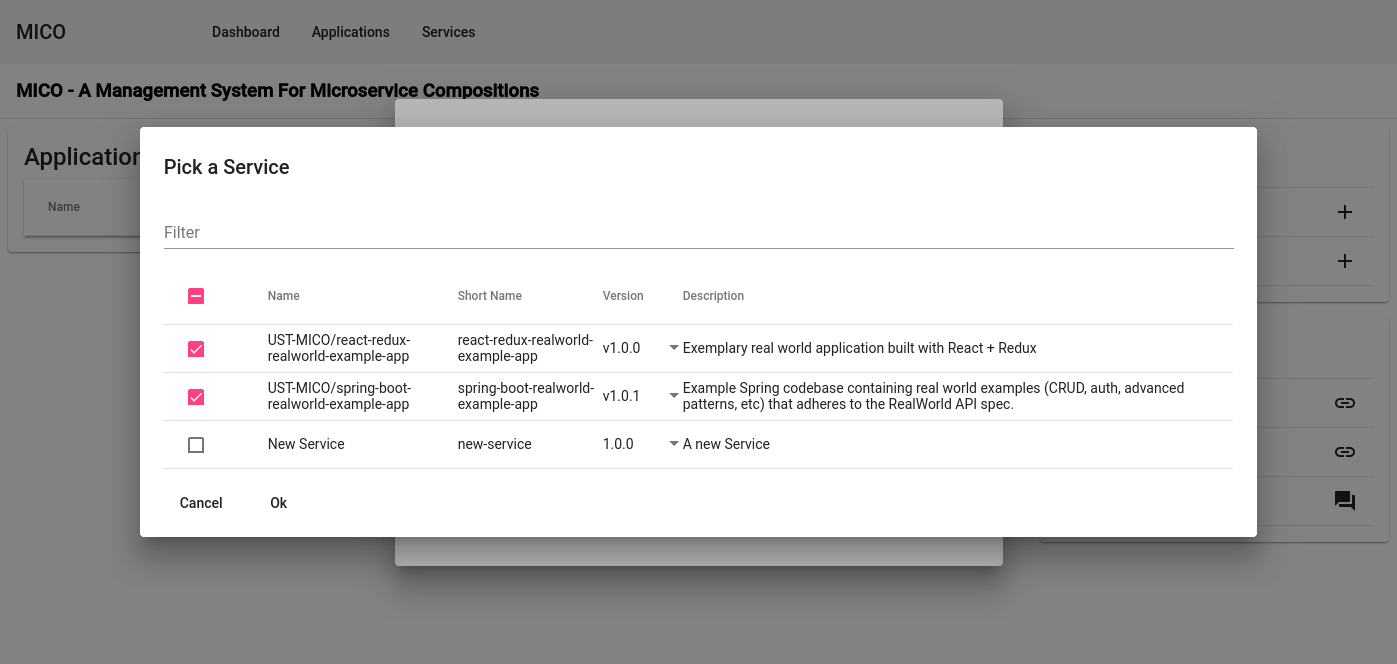 MICO Dashboard Applications Services
MICO - A Management System For Microservice Compositions
Application
Name
Pick a Service
Filter
Name Short Name Version Description
UST-MICO/react-redux-
realworld-example-app
react-redux-realworld-
example-app
v1.0.0
Exemplary real world application built with React + Redux
UST-MICO/spring-boot-
realworld-example-app
spring-boot-realworld-
example-app
v1.0.1
Example Spring codebase containing real world examples (CRUD, auth, advanced
patterns, etc) that adheres to the RealWorld API spec.
New Service new-service 1.0.0 A new Service
Cancel Ok